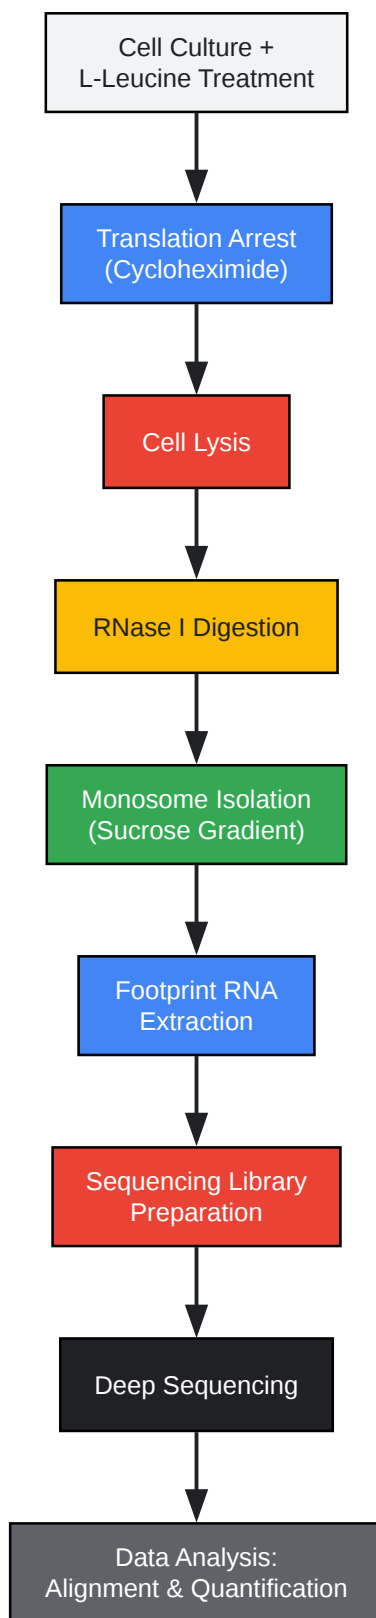 Cell Culture +
L-Leucine Treatment
Translation Arrest
(Cycloheximide)
Cell Lysis
RNase I Digestion
Monosome Isolation
(Sucrose Gradient)
Footprint RNA
Extraction
Sequencing Library
Preparation
Deep Sequencing
Data Analysis:
Alignment & Quantification